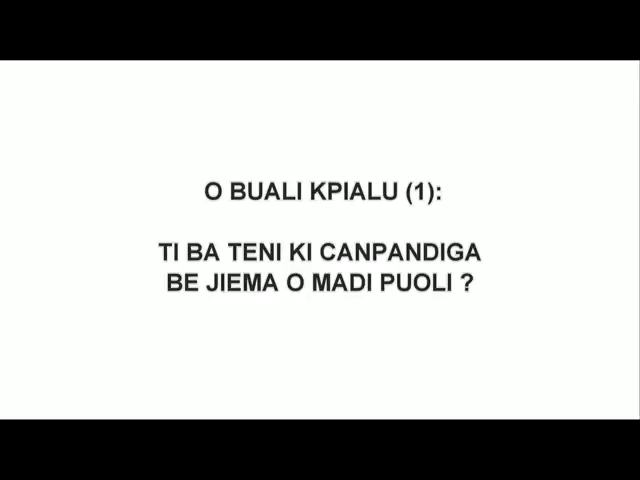 O BUALI KPIALU (1):
TI BA TENI KI CANPANDIGA
BE JIEMA O MADI PUOLI ?